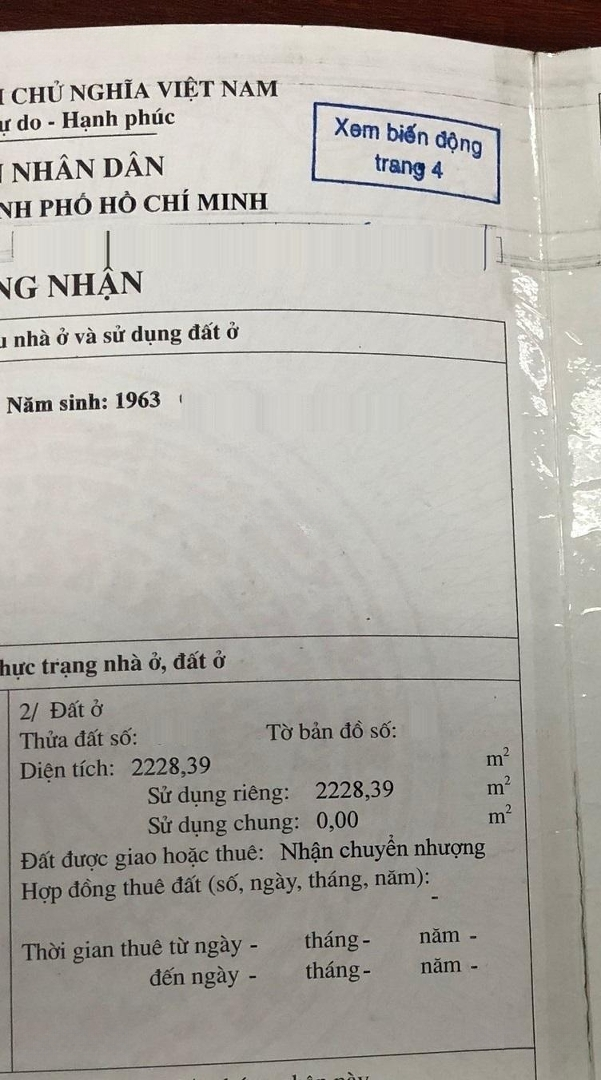 CHỦ NGHĨA VIỆT NAM
do - Hạnh phúc
Xem biến động
trang 4
NHÂN DÂN
PHỐ HỒ CHÍ MINH
NHẬN
nhà ở và sử dụng đất ở
Năm sinh: 1963
trạng nhà ở, đất ở
2/ Đất ở
Thửa đất số: Tờ bản đồ số:
Diện tích: 2228,39 m²
Sử dụng riêng: 2228,39 m²
Sử dụng chung: 0,00 m²
Đất được giao hoặc thuê: Nhận chuyển nhượng
Hợp đồng thuê đất (số, ngày, tháng, năm):
-
Thời gian thuê từ ngày - tháng - năm -
đến ngày - tháng - năm -